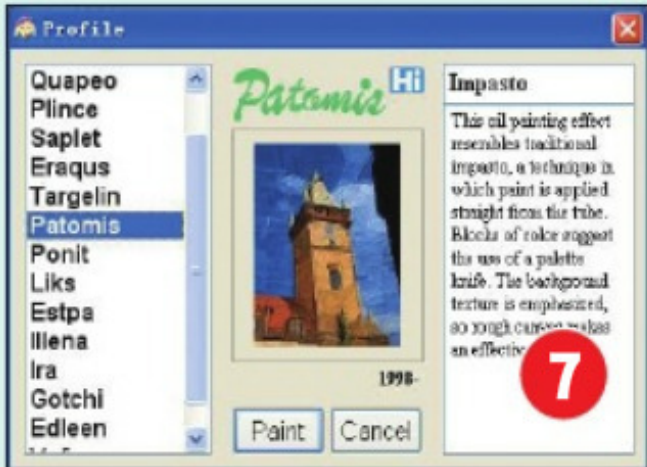 Profile
Quapeo
Plince
Saplet
Eraqus
Targelin
Patomis
Ponit
Liks
Estpa
Illena
Ira
Gotchi
Edleen
Patomis Hi
1998-
Paint Cancel
Impasto
This oil painting effect
resembles traditional
impasto, a technique in
which paint is applied
straight from the tube.
Blocks of color suggest
the use of a palette
knife. The background
texture is emphasized,
so rough canvas makes
an effective
7